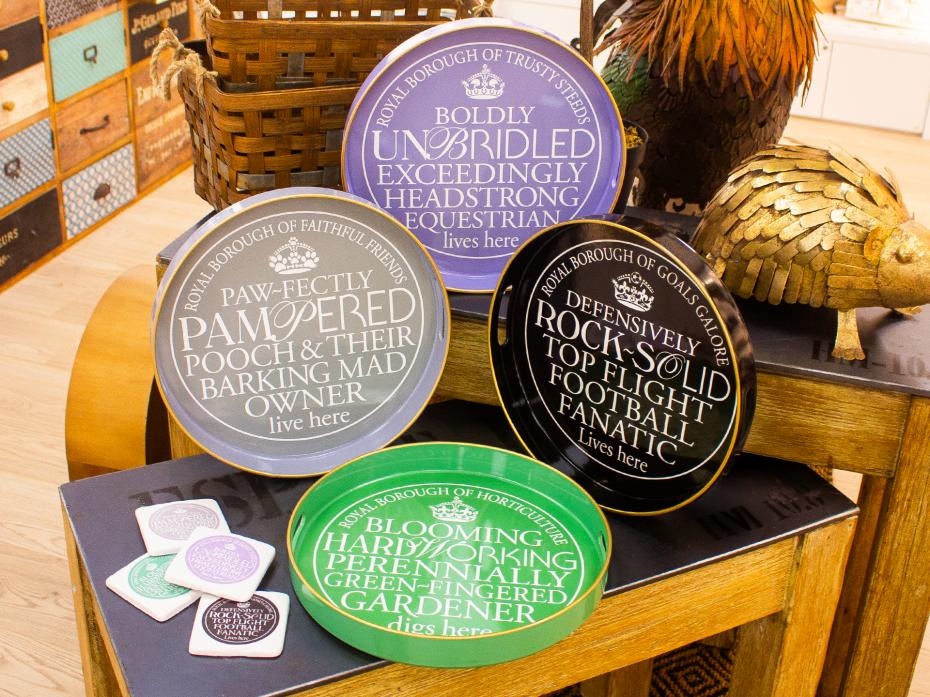 ROYAL BOROUGH OF TRUSTY STEEDS
BOLDLY
UNBRIDLED
EXCEEDINGLY
HEADSTRONG
EQUESTRIAN
lives here
ROYAL BOROUGH OF FAITHFUL FRIENDS
PAW~FECTLY
PAMPERED
POOCH & THEIR
BARKING MAD
OWNER
live here
ROYAL BOROUGH OF GOALS GALORE
DEFENSIVELY
ROCK-SOLID
TOP FLIGHT
FOOTBALL
FANATIC
Lives here
ROYAL BOROUGH OF HORTICULTURE
BLOOMING
HARDWORKING
PERENNIALLY
GREEN~FINGERED
GARDENER
digs here
DEFENSIVELY
ROCK-SOLID
TOP FLIGHT
FOOTBALL
FANATIC
Lives here